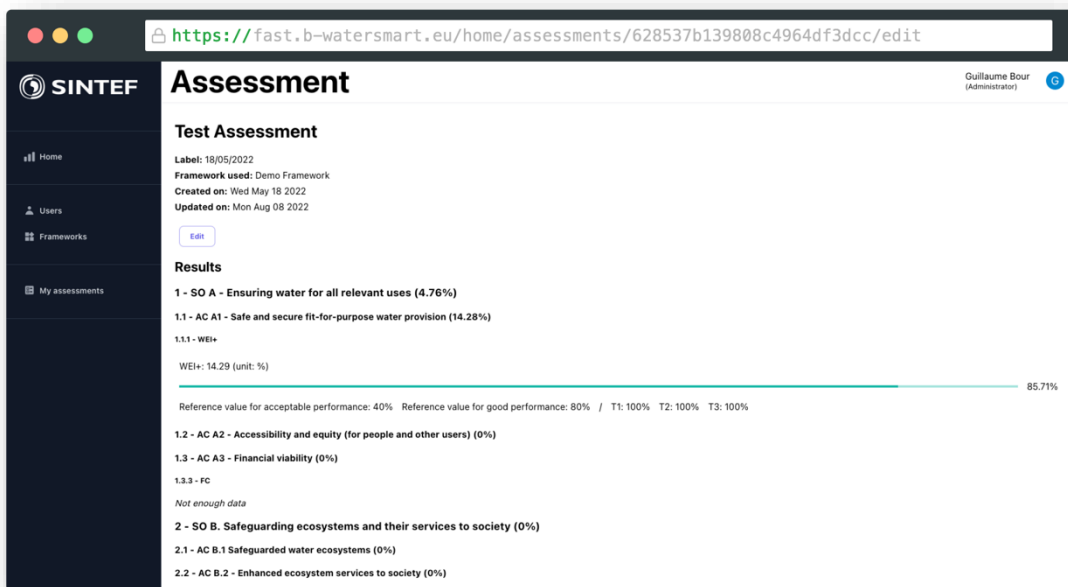 https://fast.b-watersmart.eu/home/assessments/628537b139808c4964df3dcc/edit
SINTEF
Home
Users
Frameworks
My assessments
Assessment
Guillaume Bour
(Administrator)
G
Test Assessment
Label: 18/05/2022
Framework used: Demo Framework
Created on: Wed May 18 2022
Updated on: Mon Aug 08 2022
Edit
Results
1 - SO A - Ensuring water for all relevant uses (4.76%)
1.1 - AC A1 - Safe and secure fit-for-purpose water provision (14.28%)
1.1.1 - WEI+
WEI+: 14.29 (unit: %)
85.71%
Reference value for acceptable performance: 40% Reference value for good performance: 80% / T1: 100% T2: 100% T3: 100%
1.2 - AC A2 - Accessibility and equity (for people and other users) (0%)
1.3 - AC A3 - Financial viability (0%)
1.3.3 - FC
Not enough data
2 - SO B. Safeguarding ecosystems and their services to society (0%)
2.1 - AC B.1 Safeguarded water ecosystems (0%)
2.2 - AC B.2 - Enhanced ecosystem services to society (0%)